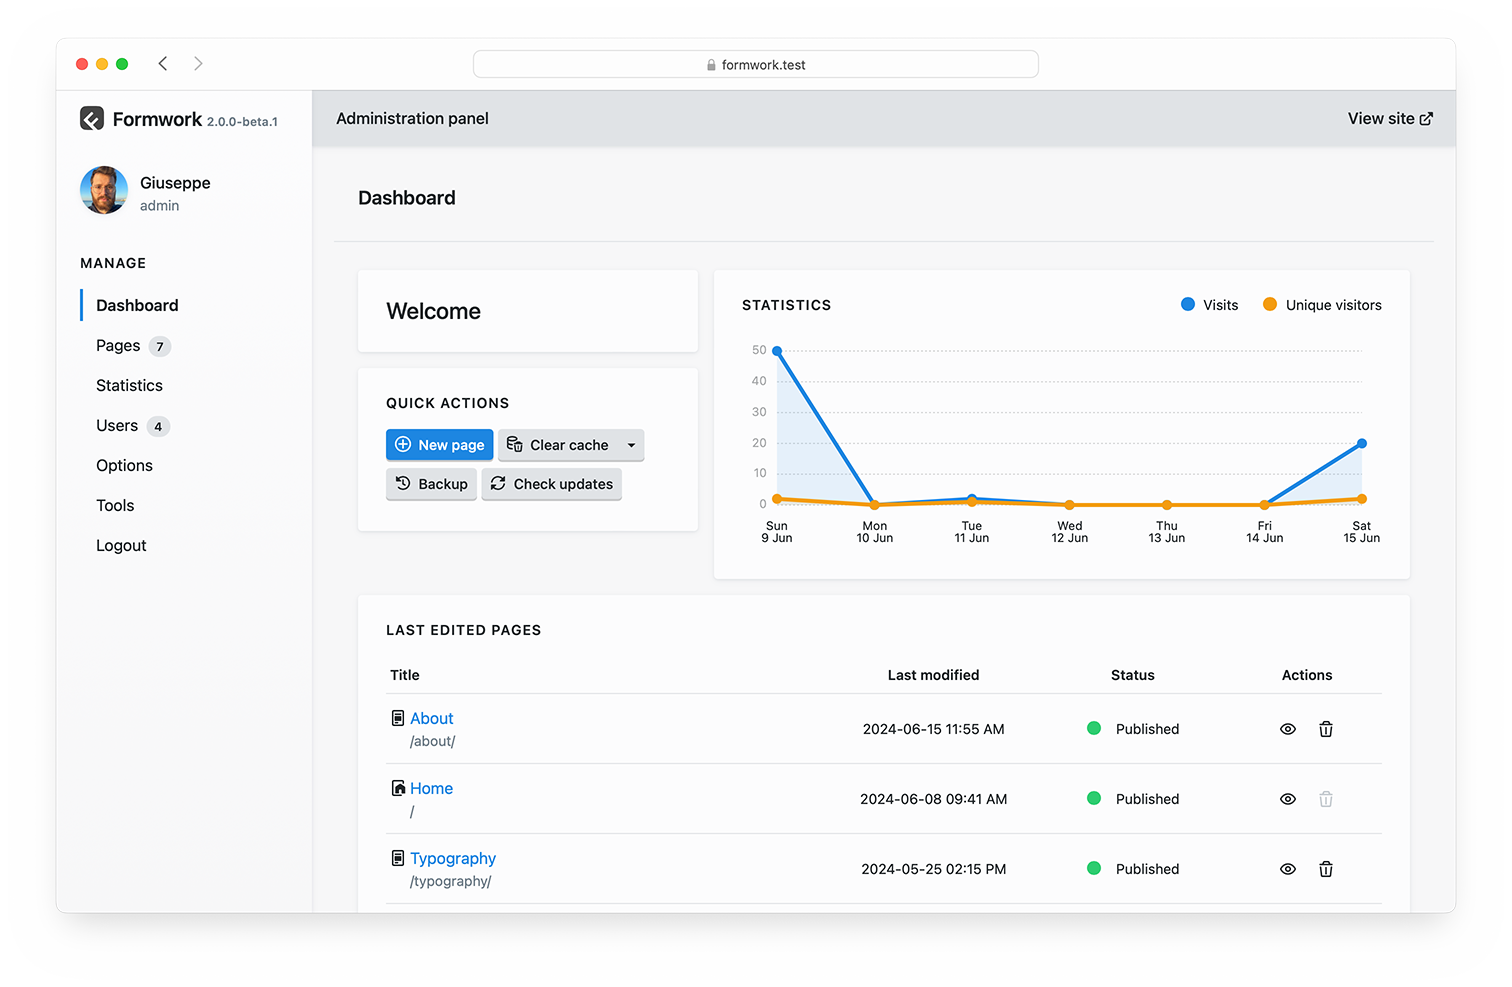 formwork.test
Formwork 2.0.0-beta.1
Administration panel
View site
Giuseppe
admin
MANAGE
Dashboard
Pages 7
Statistics
Users 4
Options
Tools
Logout
Dashboard
Welcome
QUICK ACTIONS
New page
Clear cache
Backup
Check updates
STATISTICS
Visits
Unique visitors
50
40
30
20
10
0
Sun
9 Jun
Mon
10 Jun
Tue
11 Jun
Wed
12 Jun
Thu
13 Jun
Fri
14 Jun
Sat
15 Jun
LAST EDITED PAGES
Title Last modified Status Actions
About
/about/
2024-06-15 11:55 AM
Published
Home
/
2024-06-08 09:41 AM
Published
Typography
/typography/
2024-05-25 02:15 PM
Published